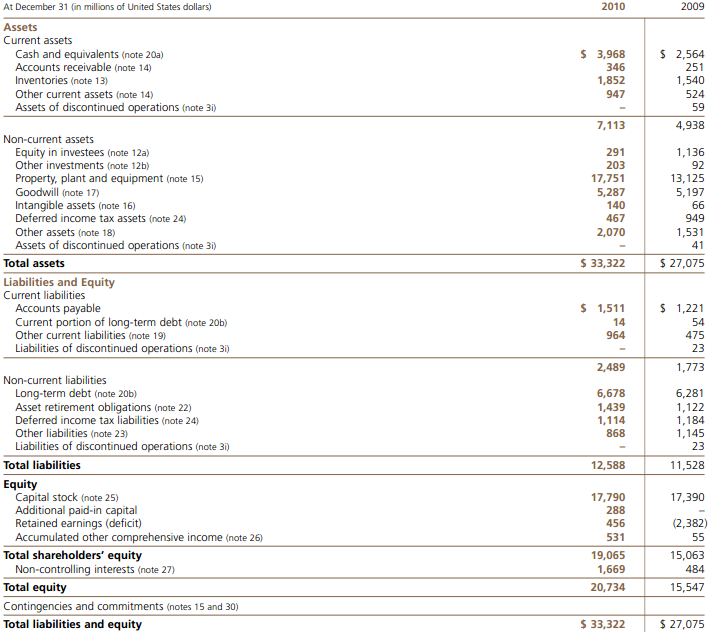 At December 31 (in millions of United States dollars) 2010 2009
Assets
Current assets
Cash and equivalents (note 20a) $ 3,968 $ 2,564
Accounts receivable (note 14) 346 251
Inventories (note 13) 1,852 1,540
Other current assets (note 14) 947 524
Assets of discontinued operations (note 3i) – 59
7,113 4,938
Non-current assets
Equity in investees (note 12a) 291 1,136
Other investments (note 12b) 203 92
Property, plant and equipment (note 15) 17,751 13,125
Goodwill (note 17) 5,287 5,197
Intangible assets (note 16) 140 66
Deferred income tax assets (note 24) 467 949
Other assets (note 18) 2,070 1,531
Assets of discontinued operations (note 3i) – 41
Total assets $ 33,322 $ 27,075
Liabilities and Equity
Current liabilities
Accounts payable $ 1,511 $ 1,221
Current portion of long-term debt (note 20b) 14 54
Other current liabilities (note 19) 964 475
Liabilities of discontinued operations (note 3i) – 23
2,489 1,773
Non-current liabilities
Long-term debt (note 20b) 6,678 6,281
Asset retirement obligations (note 22) 1,439 1,122
Deferred income tax liabilities (note 24) 1,114 1,184
Other liabilities (note 23) 868 1,145
Liabilities of discontinued operations (note 3i) – 23
Total liabilities 12,588 11,528
Equity
Capital stock (note 25) 17,790 17,390
Additional paid-in capital 288 –
Retained earnings (deficit) 456 (2,382)
Accumulated other comprehensive income (note 26) 531 55
Total shareholders’ equity 19,065 15,063
Non-controlling interests (note 27) 1,669 484
Total equity 20,734 15,547
Contingencies and commitments (notes 15 and 30)
Total liabilities and equity $ 33,322 $ 27,075